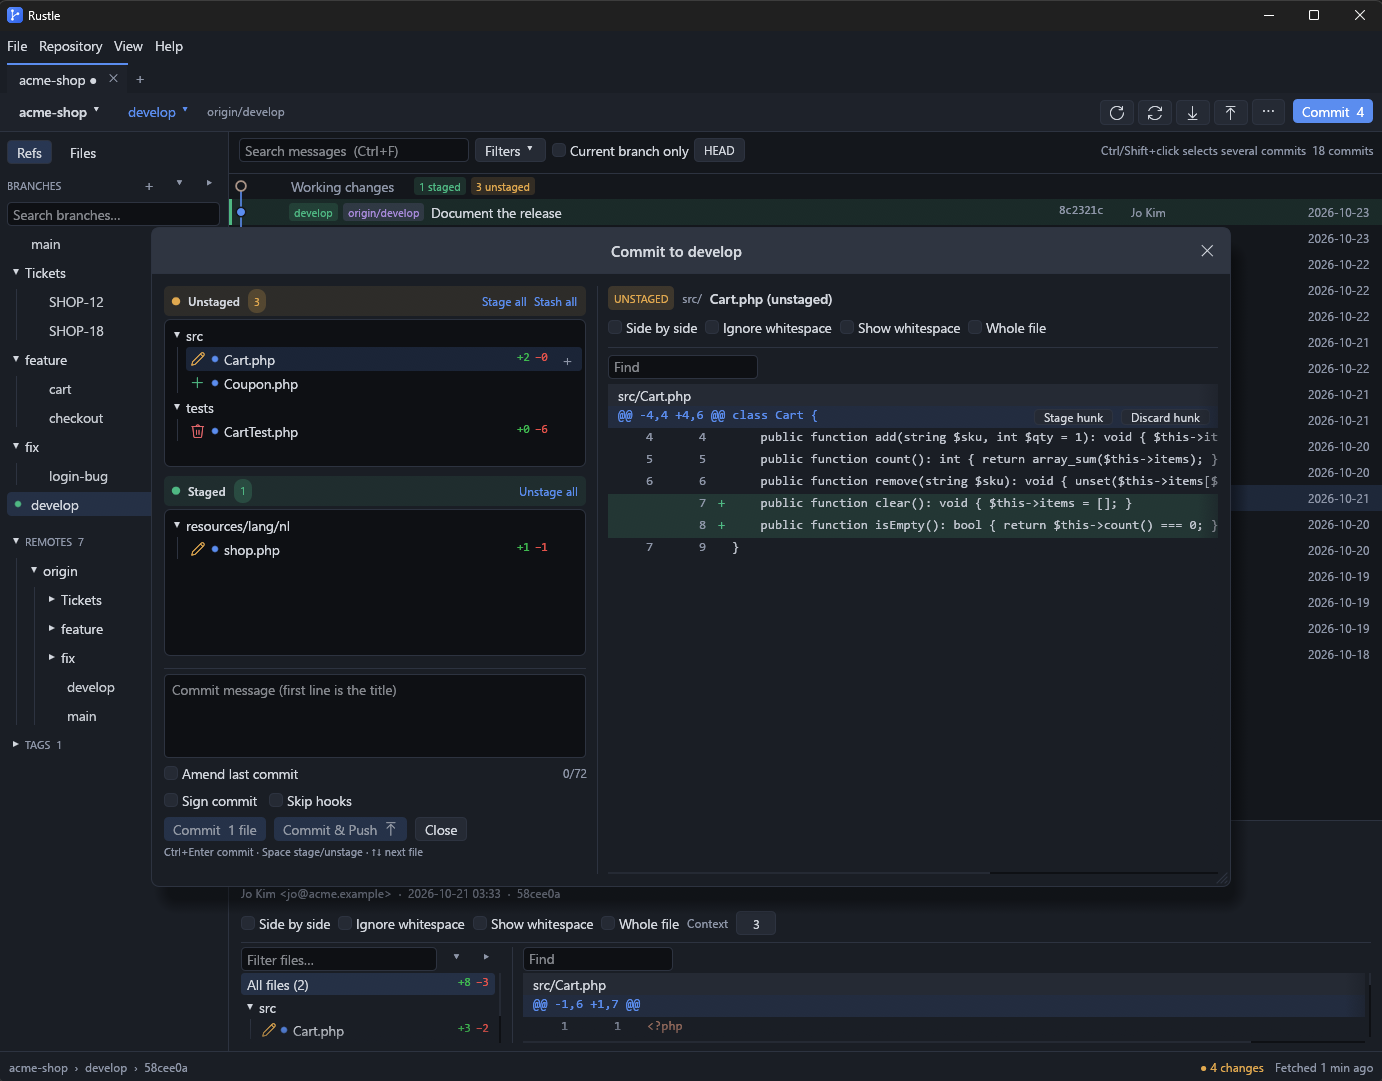 Rustle
File Repository View Help
acme-shop
acme-shop develop origin/develop
Commit 4
Refs Files
Search messages (Ctrl+F) Filters Current branch only HEAD
Ctrl/Shift+click selects several commits 18 commits
BRANCHES
Search branches...
main
Tickets
SHOP-12
SHOP-18
feature
cart
checkout
fix
login-bug
develop
REMOTES 7
origin
Tickets
feature
fix
develop
main
TAGS 1
Working changes 1 staged 3 unstaged
develop origin/develop Document the release 8c2321c Jo Kim 2026-10-23
2026-10-23
2026-10-22
2026-10-22
2026-10-22
2026-10-21
2026-10-22
2026-10-21
2026-10-21
2026-10-20
2026-10-20
2026-10-21
2026-10-20
2026-10-20
2026-10-19
2026-10-19
2026-10-19
2026-10-18
Commit to develop
Unstaged 3 Stage all Stash all
src
Cart.php +2 −0 +
Coupon.php
tests
CartTest.php +0 −6
Staged 1 Unstage all
resources/lang/nl
shop.php +1 −1
Commit message (first line is the title)
Amend last commit 0/72
Sign commit Skip hooks
Commit 1 file Commit & Push Close
Ctrl+Enter commit · Space stage/unstage · ↑↓ next file
UNSTAGED src/ Cart.php (unstaged)
Side by side Ignore whitespace Show whitespace Whole file
Find
src/Cart.php
@@ -4,4 +4,6 @@ class Cart { Stage hunk Discard hunk
4 4 public function add(string $sku, int $qty = 1): void { $this->it
5 5 public function count(): int { return array_sum($this->items); }
6 6 public function remove(string $sku): void { unset($this->items[$
7 + public function clear(): void { $this->items = []; }
8 + public function isEmpty(): bool { return $this->count() === 0; }
7 9 }
Jo Kim <jo@acme.example> · 2026-10-21 03:33 · 58cee0a
Side by side Ignore whitespace Show whitespace Whole file Context 3
Filter files...
All files (2) +8 −3
src
Cart.php +3 −2
Find
src/Cart.php
@@ -1,6 +1,7 @@
1 1 <?php
acme-shop › develop › 58cee0a
4 changes Fetched 1 min ago